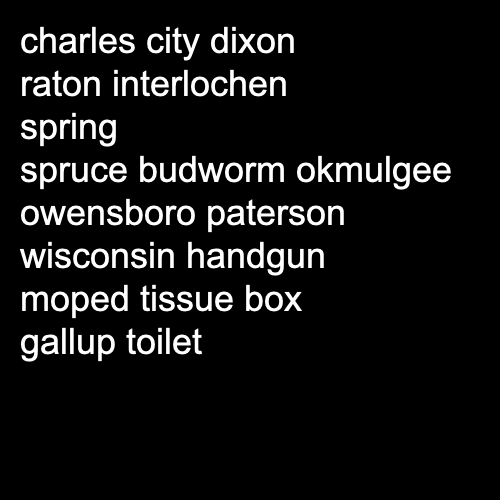 charles city dixon
raton interlochen
spring
spruce budworm okmulgee
owensboro paterson
wisconsin handgun
moped tissue box
gallup toilet